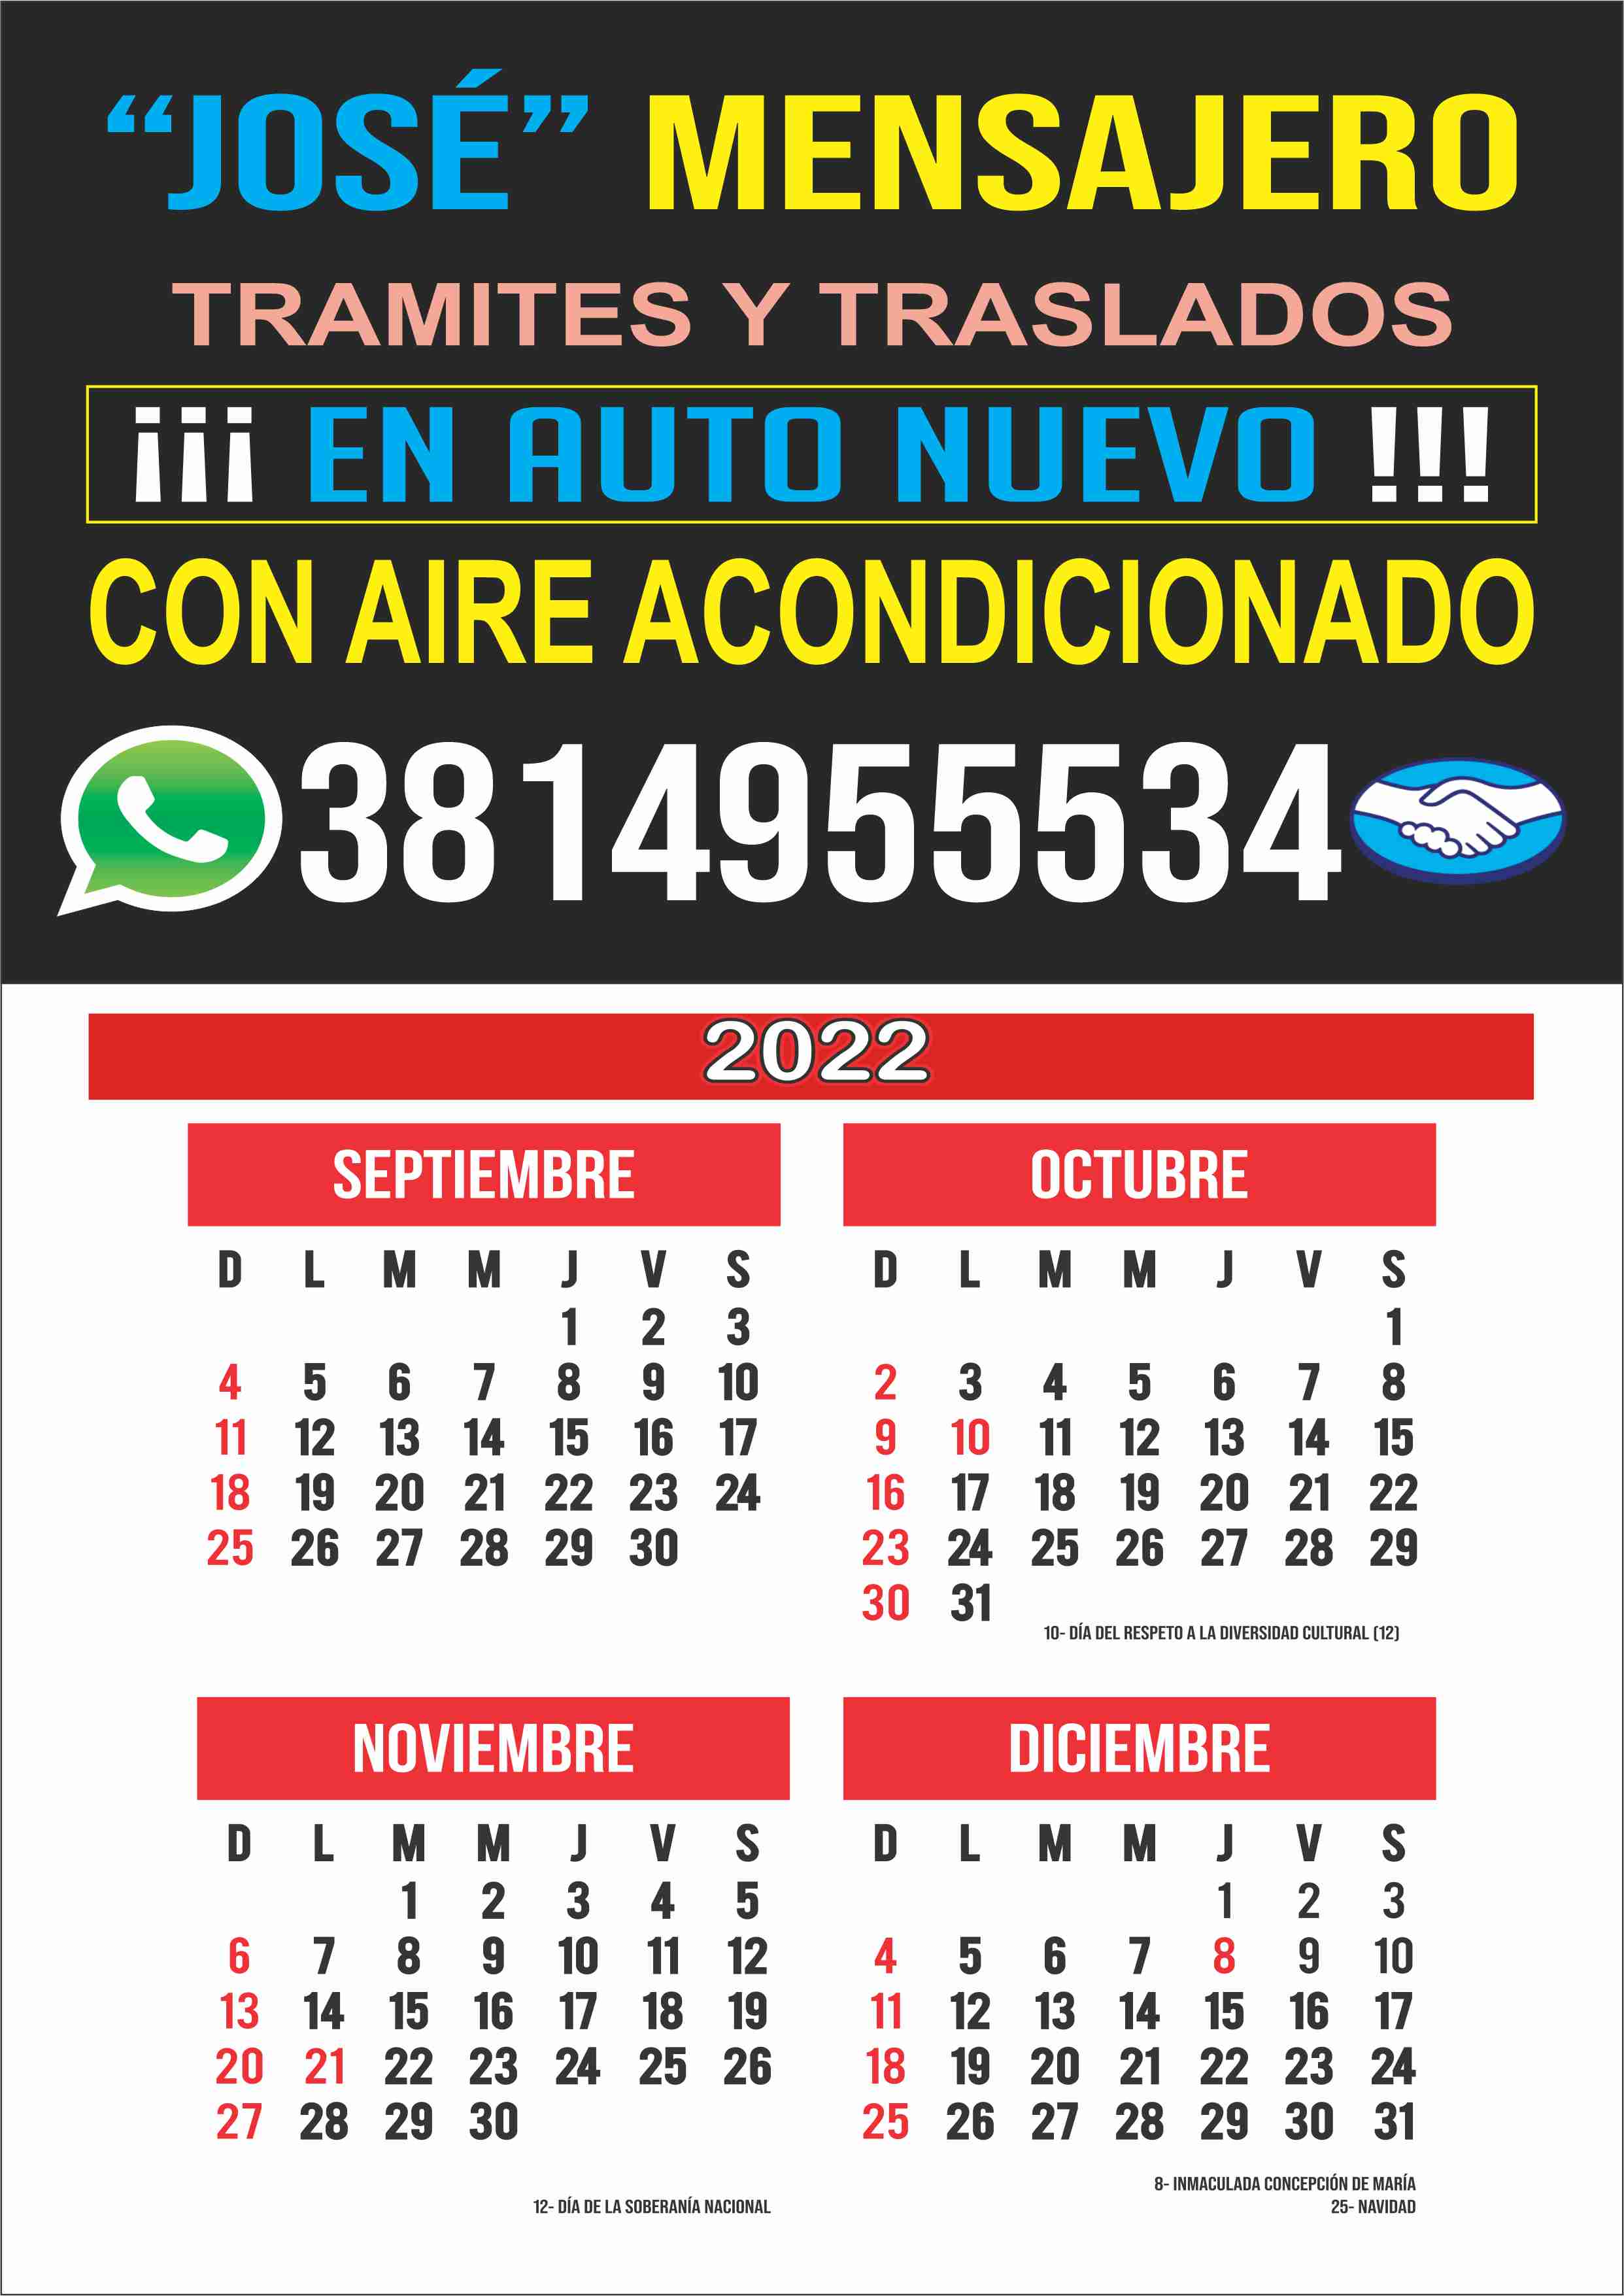 “JOSÉ” MENSAJERO
TRAMITES Y TRASLADOS
¡¡¡ EN AUTO NUEVO !!!
CON AIRE ACONDICIONADO
3814955534
2022
SEPTIEMBRE
D L M M J V S
1 2 3
4 5 6 7 8 9 10
11 12 13 14 15 16 17
18 19 20 21 22 23 24
25 26 27 28 29 30
OCTUBRE
D L M M J V S
1
2 3 4 5 6 7 8
9 10 11 12 13 14 15
16 17 18 19 20 21 22
23 24 25 26 27 28 29
30 31
10- DÍA DEL RESPETO A LA DIVERSIDAD CULTURAL (12)
NOVIEMBRE
D L M M J V S
1 2 3 4 5
6 7 8 9 10 11 12
13 14 15 16 17 18 19
20 21 22 23 24 25 26
27 28 29 30
12- DÍA DE LA SOBERANÍA NACIONAL
DICIEMBRE
D L M M J V S
1 2 3
4 5 6 7 8 9 10
11 12 13 14 15 16 17
18 19 20 21 22 23 24
25 26 27 28 29 30 31
8- INMACULADA CONCEPCIÓN DE MARÍA
25- NAVIDAD